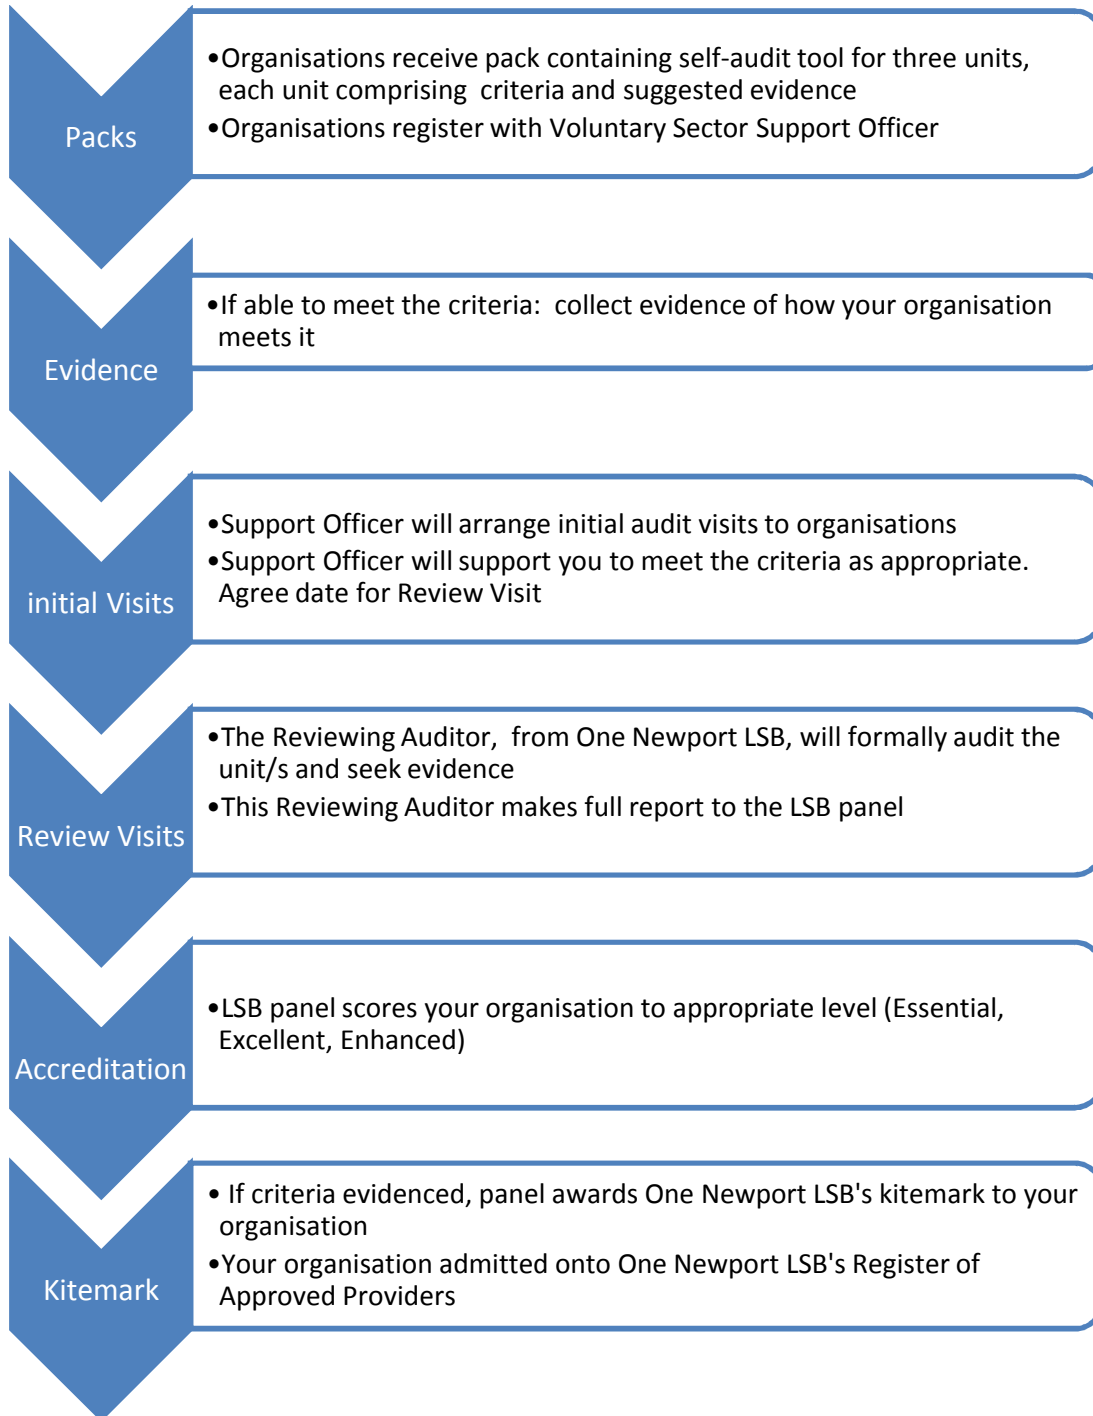 Packs
•Organisations receive pack containing self-audit tool for three units,
each unit comprising  criteria and suggested evidence
•Organisations register with Voluntary Sector Support Officer
Evidence
•If able to meet the criteria:  collect evidence of how your organisation
meets it
initial Visits
•Support Officer will arrange initial audit visits to organisations
•Support Officer will support you to meet the criteria as appropriate.
Agree date for Review Visit
Review Visits
•The Reviewing Auditor,  from One Newport LSB, will formally audit the
unit/s and seek evidence
•This Reviewing Auditor makes full report to the LSB panel
Accreditation
•LSB panel scores your organisation to appropriate level (Essential,
Excellent, Enhanced)
Kitemark
• If criteria evidenced, panel awards One Newport LSB's kitemark to your
organisation
•Your organisation admitted onto One Newport LSB's Register of
Approved Providers